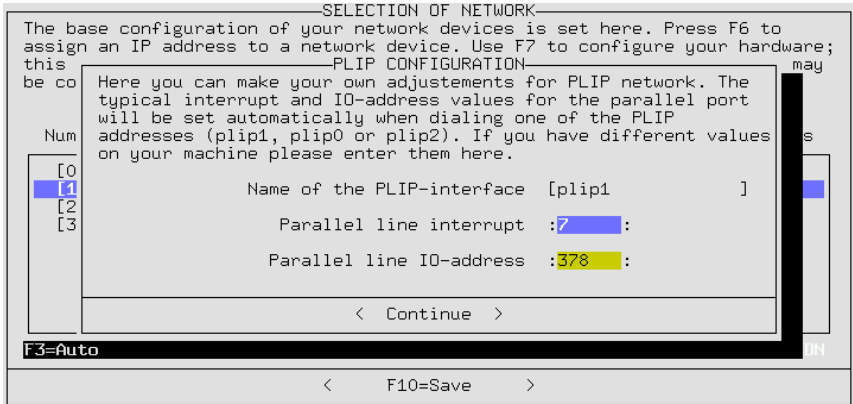 SELECTION OF NETWORK
The base configuration of your network devices is set here. Press F6 to
assign an IP address to a network device. Use F7 to configure your hardware;
this may
be co
PLIP CONFIGURATION
Here you can make your own adjustements for PLIP network. The
typical interrupt and IO-address values for the parallel port
will be set automatically when dialing one of the PLIP
addresses (plip1, plip0 or plip2). If you have different values
on your machine please enter them here.
Num s
[0
[1
[2
[3
Name of the PLIP-interface [plip1 ]
Parallel line interrupt :7 :
Parallel line IO-address :378 :
< Continue >
F3=Auto DN
< F10=Save >